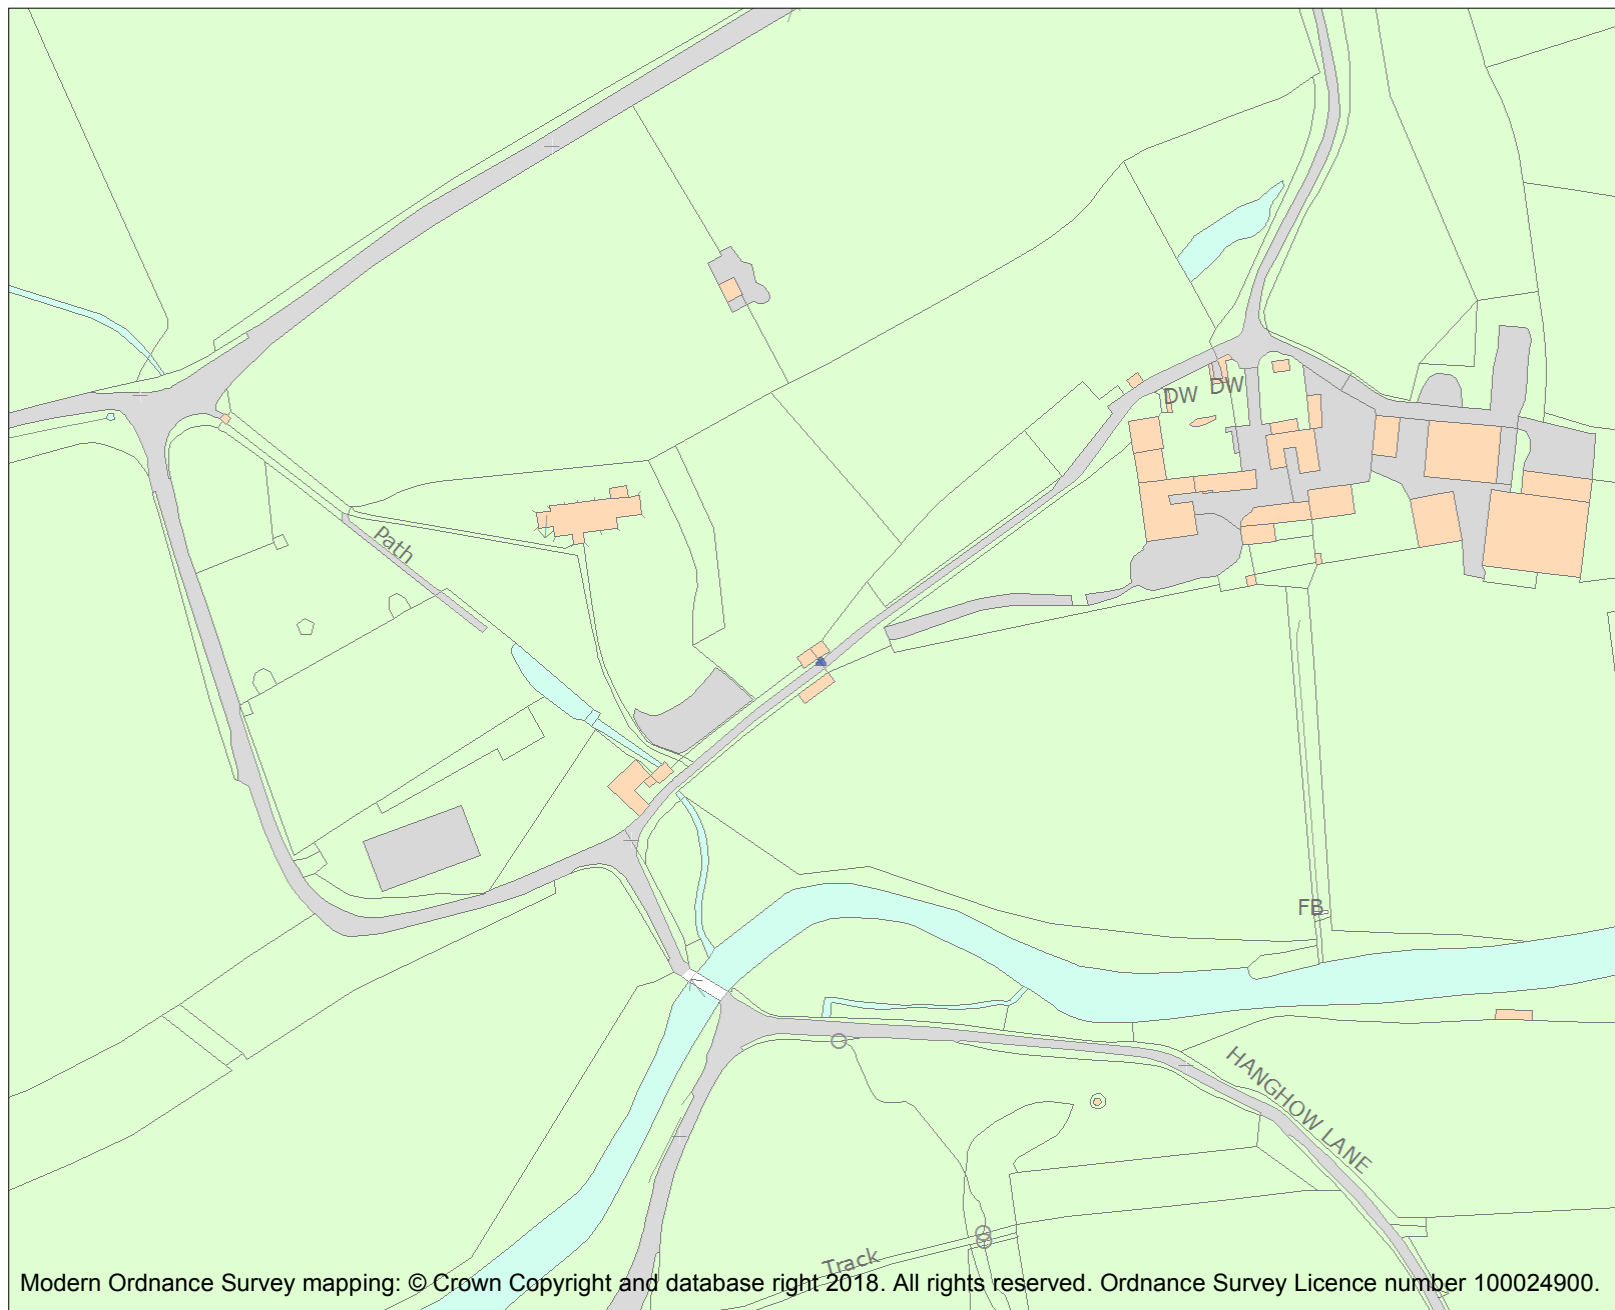 DW DW
Path
FB
HANGHOW LANE
Track
Modern Ordnance Survey mapping: © Crown Copyright and database right 2018. All rights reserved. Ordnance Survey Licence number 100024900.